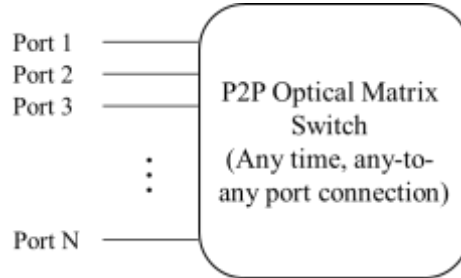 Port 1
Port 2
Port 3
⋮
Port N
P2P Optical Matrix
Switch
(Any time, any-to-
any port connection)